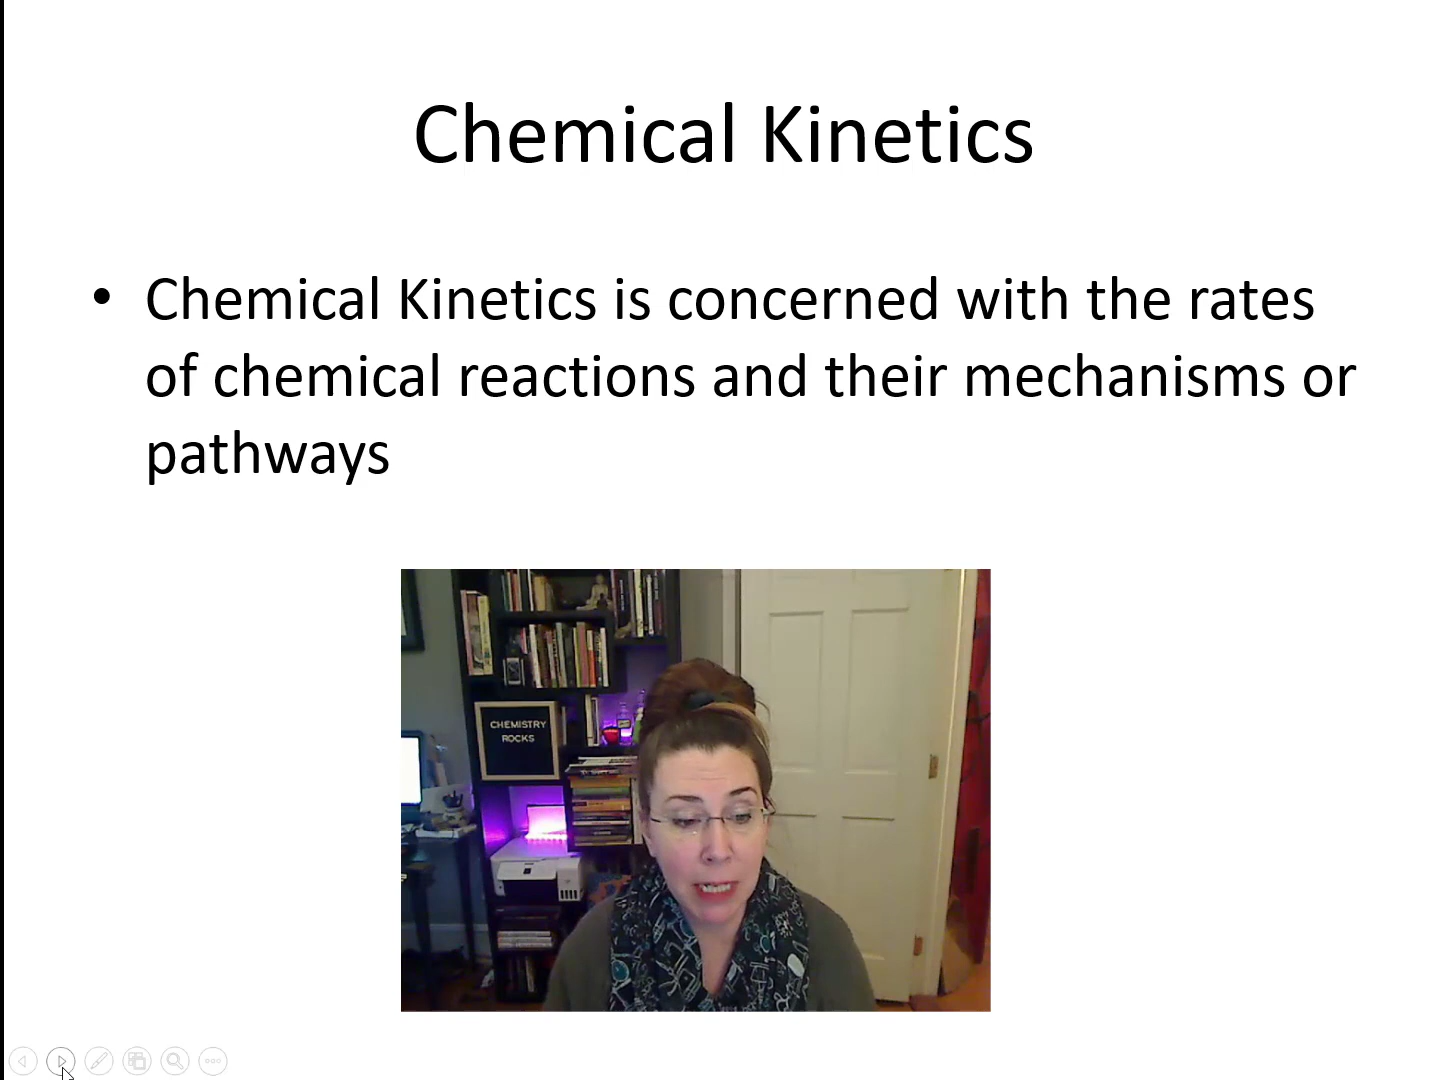 Chemical Kinetics
• Chemical Kinetics is concerned with the rates
of chemical reactions and their mechanisms or
pathways
CHEMISTRY
ROCKS